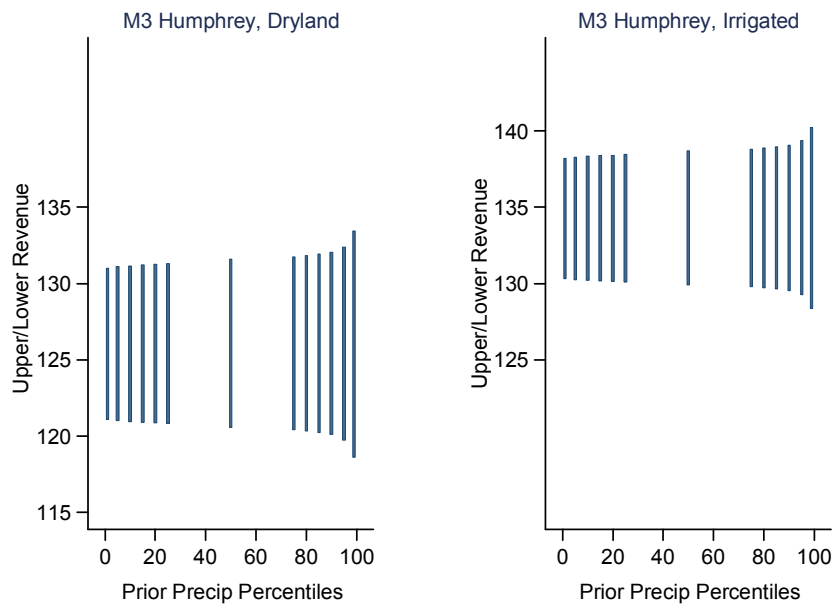 M3 Humphrey, Dryland
Upper/Lower Revenue
135
130
125
120
115
0 20 40 60 80 100
Prior Precip Percentiles
M3 Humphrey, Irrigated
Upper/Lower Revenue
140
135
130
125
0 20 40 60 80 100
Prior Precip Percentiles